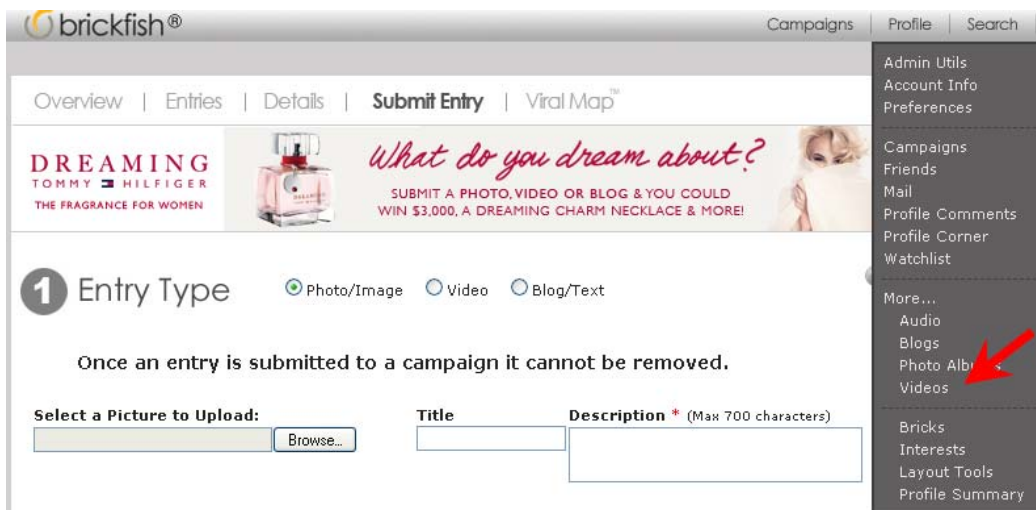 brickfish®
Campaigns | Profile | Search
Overview | Entries | Details | Submit Entry | Viral Map™
DREAMING
TOMMY HILFIGER
THE FRAGRANCE FOR WOMEN
What do you dream about?
SUBMIT A PHOTO, VIDEO OR BLOG & YOU COULD
WIN $3,000, A DREAMING CHARM NECKLACE & MORE!
1 Entry Type
Photo/Image
Video
Blog/Text
Once an entry is submitted to a campaign it cannot be removed.
Select a Picture to Upload:
Browse...
Title
Description * (Max 700 characters)
Admin Utils
Account Info
Preferences
Campaigns
Friends
Mail
Profile Comments
Profile Corner
Watchlist
More...
Audio
Blogs
Photo
Videos
Bricks
Interests
Layout Tools
Profile Summary